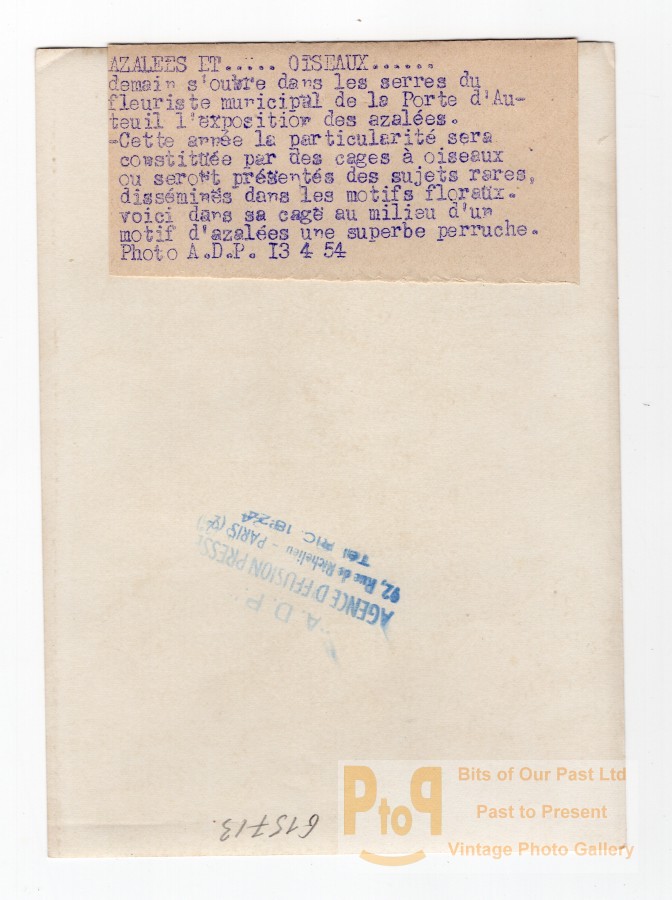 AZALEES ET..... OISEAUX......
demain s'ouvre dans les serres du
fleuriste municipal de la Porte d'Au-
teuil l'exposition des azalées.
-Cette année la particularité sera
constituée par des cages à oiseaux
ou seront présentés des sujets rares,
disséminés dans les motifs floraux.
voici dans sa cage au milieu d'un
motif d'azalées une superbe perruche.
Photo A.D.P. I3 4 54
A.D.P.
AGENCE DIFFUSION PRESSE
92, Rue de Richelieu - PARIS
Tél RIC. 18-24
615713.
PtoP
Bits of Our Past Ltd
Past to Present
Vintage Photo Gallery